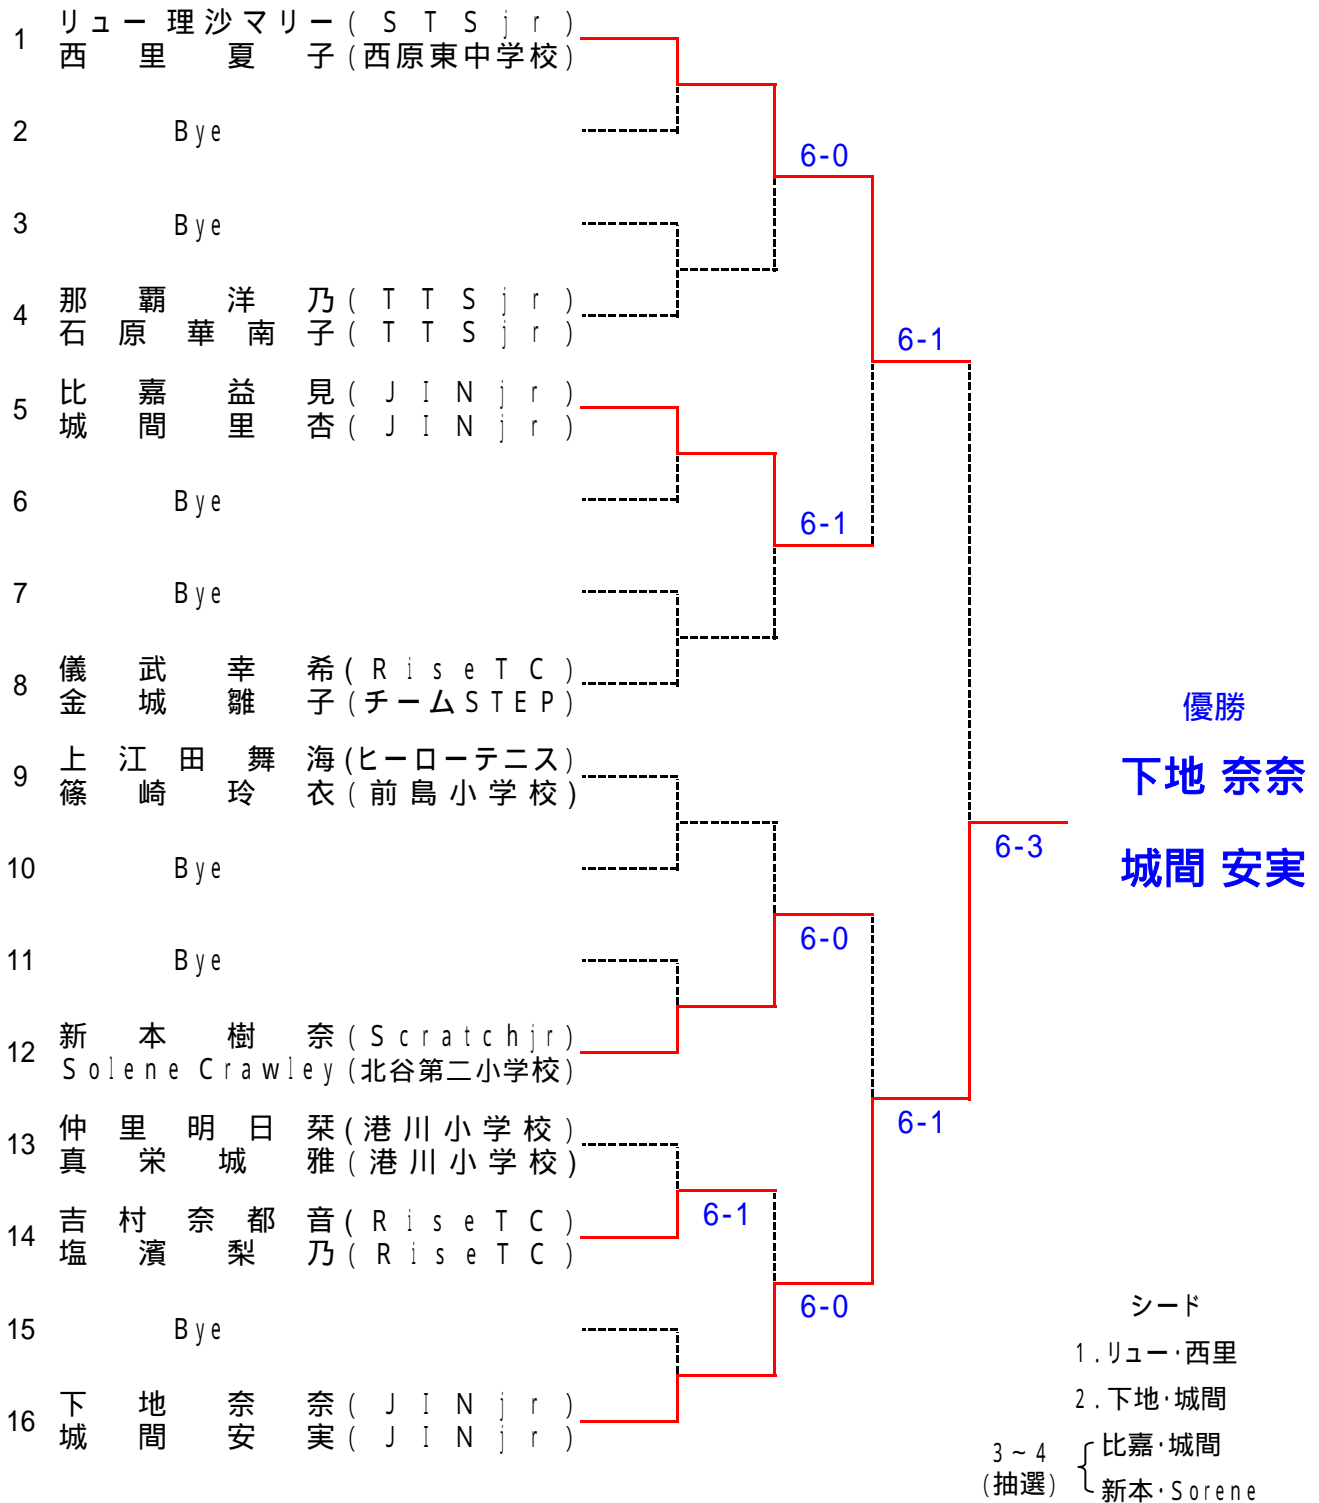 1 リュー 理沙マリー(STSjr)
西里夏子(西原東中学校)
2 Bye
6-0
3 Bye
4 那覇洋乃(TTSjr)
石原華南子(TTSjr)
6-1
5 比嘉益見(JINjr)
城間里杏(JINjr)
6 Bye
6-1
7 Bye
8 儀武幸希(RiseTC)
金城雛子(チームSTEP)
優勝
下地 奈奈
城間 安実
9 上江田舞海(ヒーローテニス)
篠崎玲衣(前島小学校)
6-3
10 Bye
6-0
11 Bye
12 新本樹奈(Scratchjr)
Solene Crawley(北谷第二小学校)
6-1
13 仲里明日栞(港川小学校)
真栄城雅(港川小学校)
6-1
14 吉村奈都音(RiseTC)
塩濱梨乃(RiseTC)
6-0
15 Bye
16 下地奈奈(JINjr)
城間安実(JINjr)
シード
1.リュー・西里
2.下地・城間
3~4
(抽選)
比嘉・城間
新本・Sorene